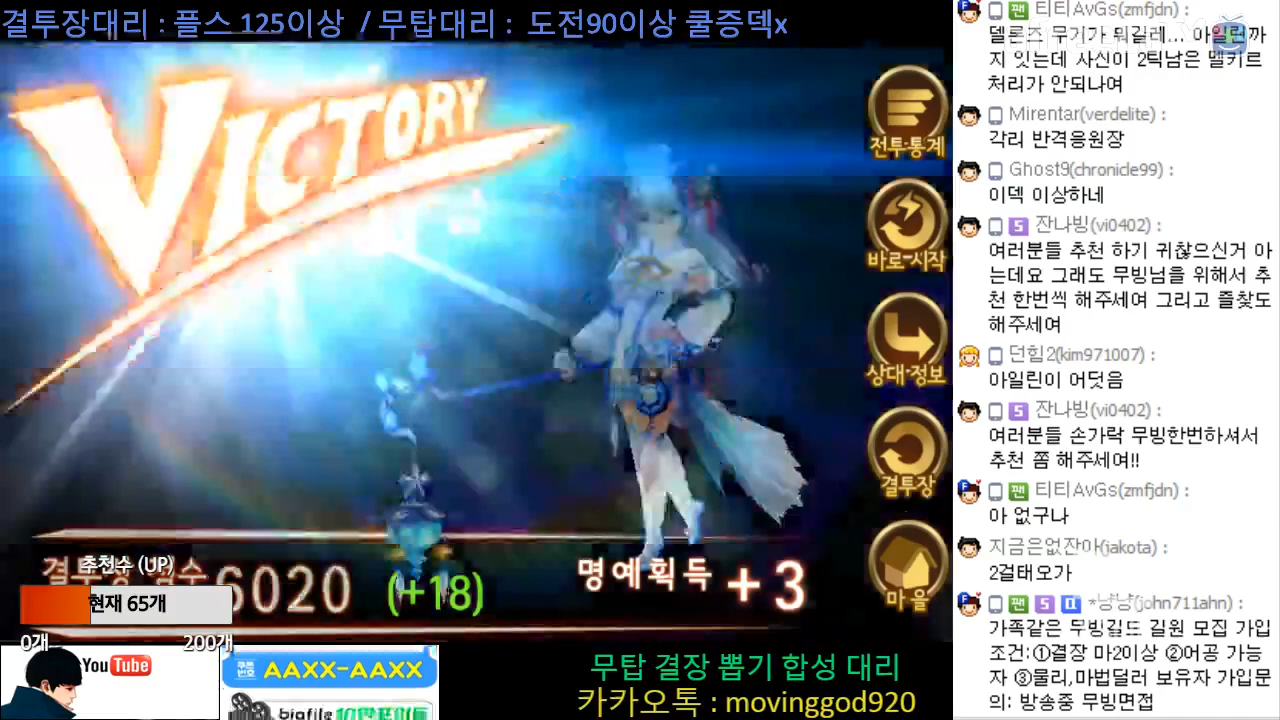 결투장대리 : 플스 125이상 / 무탑대리 : 도전90이상 쿨증덱x
VICTORY
전투 통계
바로 시작
상대 정보
결투장
마을
추천수 (UP)
현재 65개
0개
200개
6020
(+18)
명예획득 +3
You Tube
쿠폰
번호
AAXX-AAXX
bigfile
무탑 결장 뽑기 합성 대리
카카오톡 : movinggod920
팬 티티AvGs(zmfjdn) :
델론즈 무기가 뭐길레... 아일린까
지 잇는데 사신이 2틱남은 멜키르
처리가 안되나여
Mirentar(verdelite) :
각리 반격응원장
Ghost9(chronicle99) :
이덱 이상하네
S 잔나빙(vi0402) :
여러분들 추천 하기 귀찮으신거 아
는데요 그래도 무빙님을 위해서 추
천 한번씩 해주세여 그리고 즐찾도
해주세여
던힘2(kim971007) :
아일린이 어딧음
S 잔나빙(vi0402) :
여러분들 손가락 무빙한번하셔서
추천 쫌 해주세여!!
팬 티티AvGs(zmfjdn) :
아 없구나
지금은없잔아(jakota) :
2걸태오가
팬 S *냥냥(john711ahn) :
가족같은 무빙길드 길원 모집 가입
조건:①결장 마2이상 ②어공 가능
자 ③물리,마법딜러 보유자 가입문
의: 방송중 무빙면접